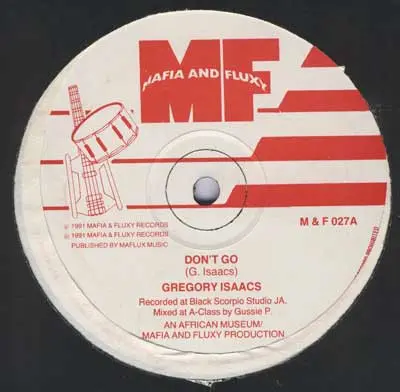 MF
MAFIA AND FLUXY
M & F 027A
℗ 1991 MAFIA & FLUXY RECORDS
© 1991 MAFIA & FLUXY RECORDS
PUBLISHED BY MAFLUX MUSIC
DON'T GO
(G. Isaacs)
GREGORY ISAACS
Recorded at Black Scorpio Studio JA.
Mixed at A-Class by Gussie P.
AN AFRICAN MUSEUM/
MAFIA AND FLUXY PRODUCTION